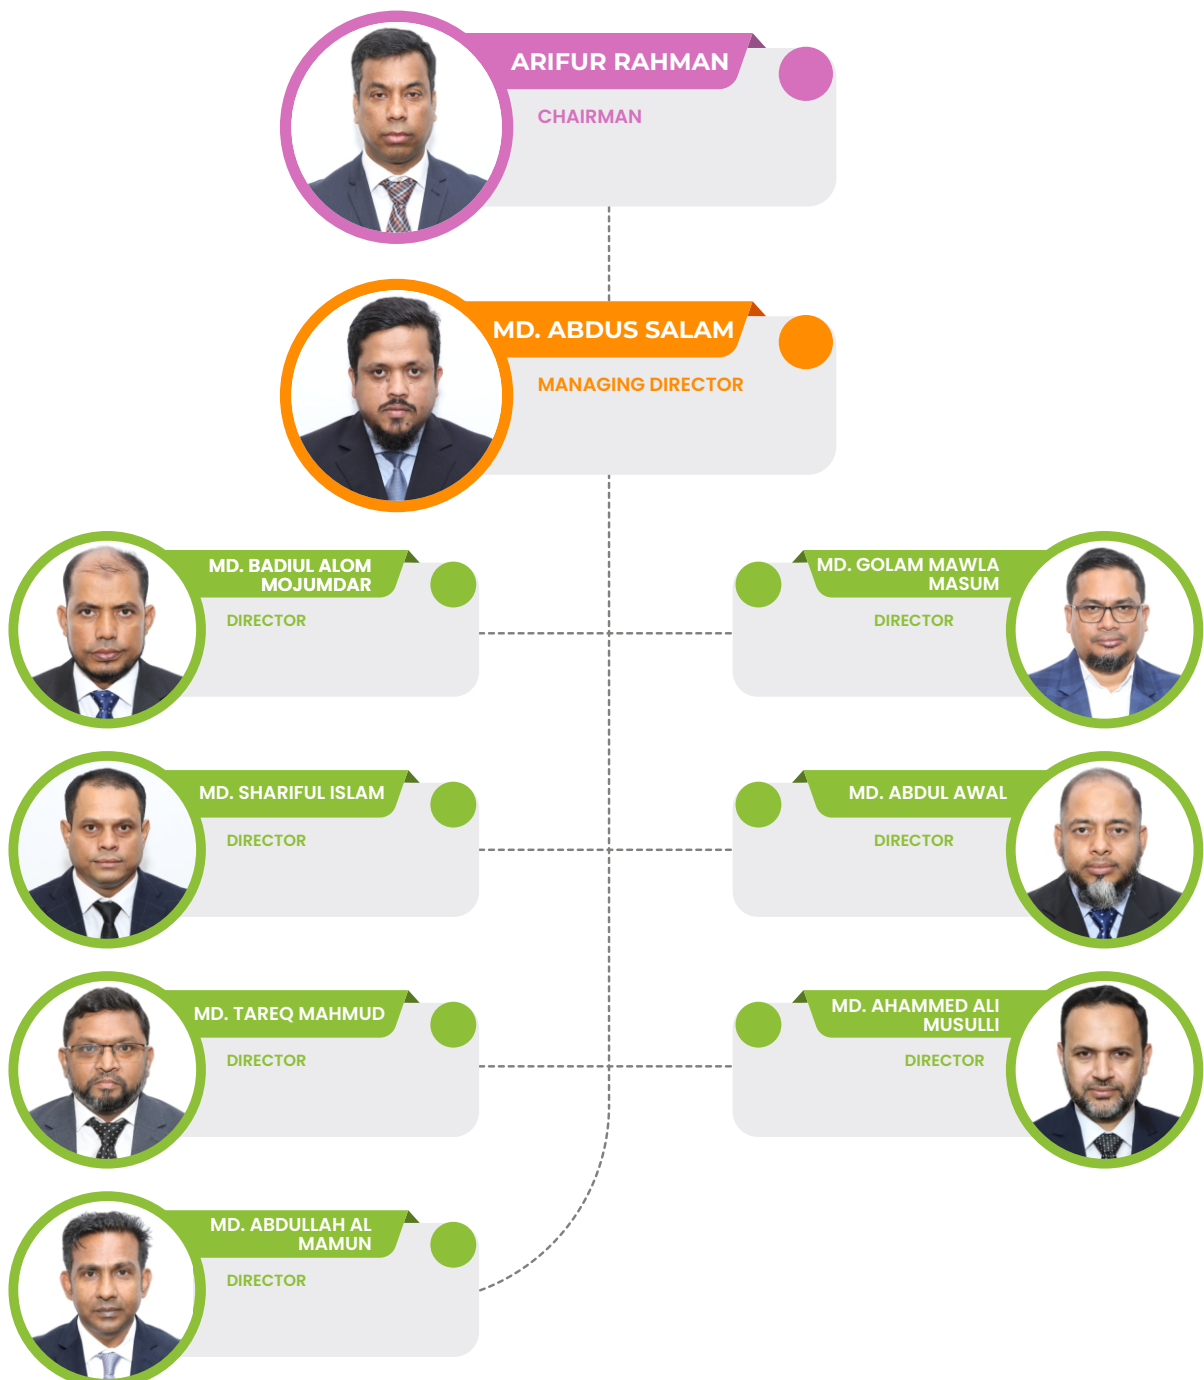 ARIFUR RAHMAN
CHAIRMAN
MD. ABDUS SALAM
MANAGING DIRECTOR
MD. BADIUL ALOM
MOJUMDAR
DIRECTOR
MD. GOLAM MAWLA
MASUM
DIRECTOR
MD. SHARIFUL ISLAM
DIRECTOR
MD. ABDUL AWAL
DIRECTOR
MD. TAREQ MAHMUD
DIRECTOR
MD. AHAMMED ALI
MUSULLI
DIRECTOR
MD. ABDULLAH AL
MAMUN
DIRECTOR